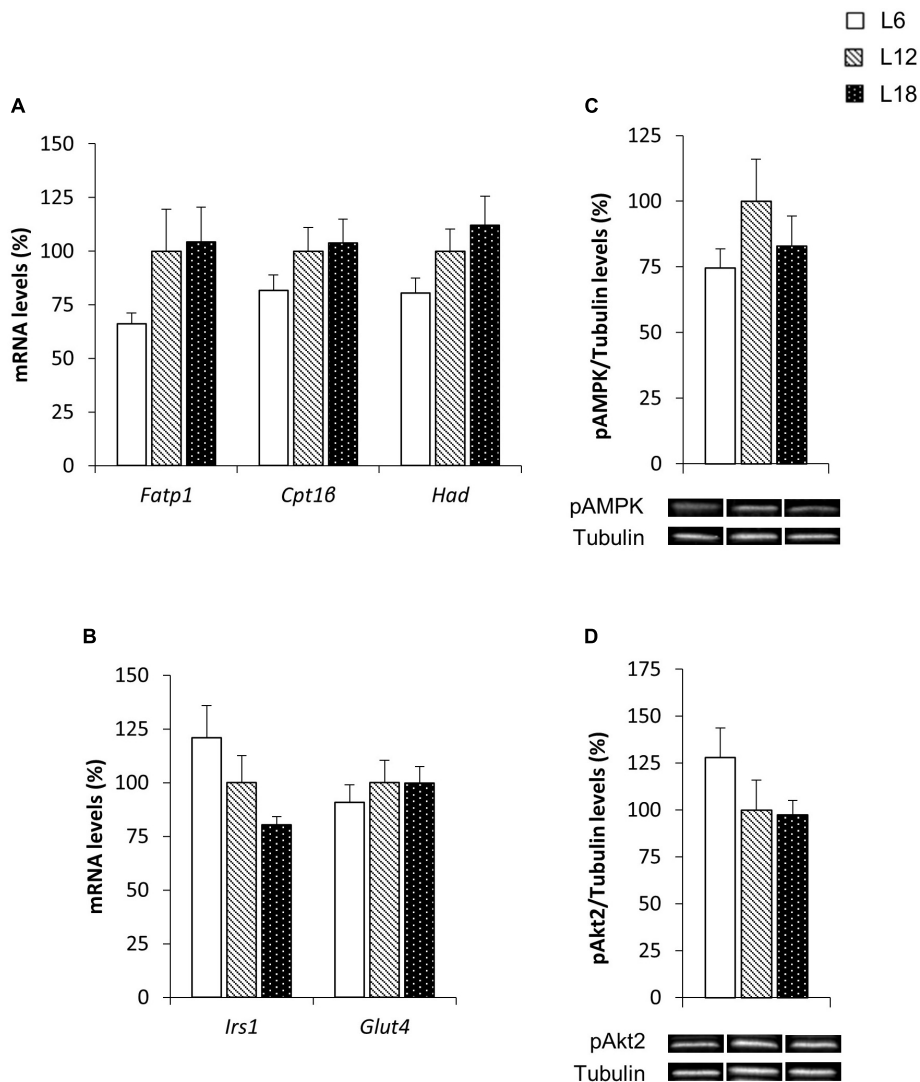 L6
L12
L18
A
mRNA levels (%)
150
125
100
75
50
25
0
Fatp1 Cpt1β Had
C
pAMPK/Tubulin levels (%)
125
100
75
50
25
0
pAMPK
Tubulin
B
mRNA levels (%)
150
125
100
75
50
25
0
Irs1 Glut4
D
pAkt2/Tubulin levels (%)
175
150
125
100
75
50
25
0
pAkt2
Tubulin